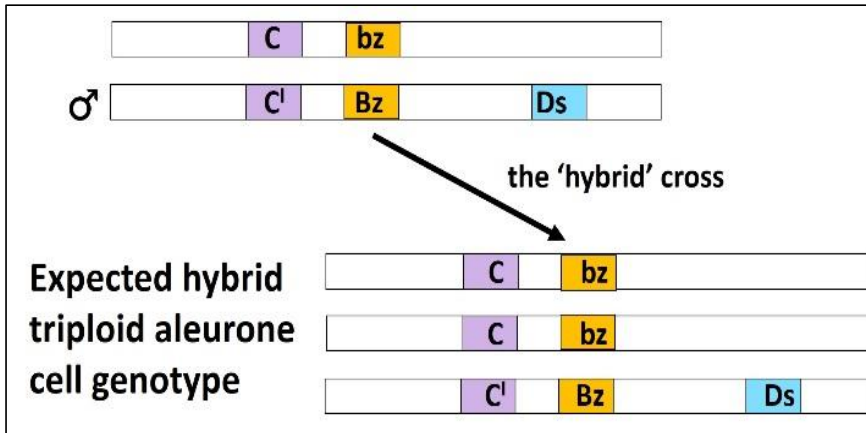 C bz
♂ Cᴵ Bz Ds
the 'hybrid' cross
Expected hybrid
triploid aleurone
cell genotype
C bz
C bz
Cᴵ Bz Ds